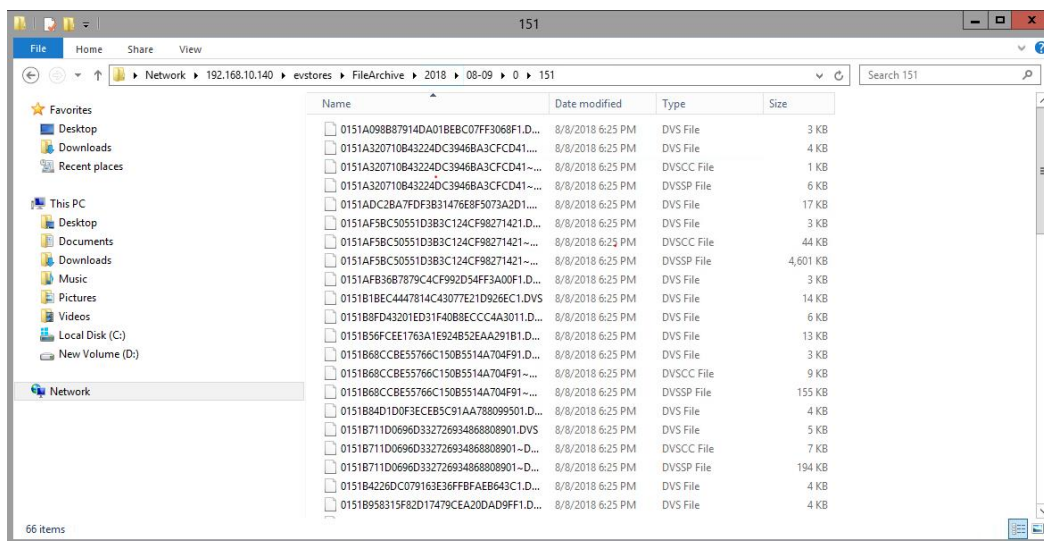 151
File Home Share View
Network 192.168.10.140 evstores FileArchive 2018 08-09 0 151 Search 151
Favorites
Desktop
Downloads
Recent places
This PC
Desktop
Documents
Downloads
Music
Pictures
Videos
Local Disk (C:)
New Volume (D:)
Network
Name Date modified Type Size
0151A098B87914DA01BEBC07FF3068F1.D... 8/8/2018 6:25 PM DVS File 3 KB
0151A320710B43224DC3946BA3CFCD41.... 8/8/2018 6:25 PM DVS File 4 KB
0151A320710B43224DC3946BA3CFCD41~... 8/8/2018 6:25 PM DVSCC File 1 KB
0151A320710B43224DC3946BA3CFCD41~... 8/8/2018 6:25 PM DVSSP File 6 KB
0151ADC2BA7FDF3B31476E8F5073A2D1.... 8/8/2018 6:25 PM DVS File 17 KB
0151AF5BC50551D3B3C124CF98271421.D... 8/8/2018 6:25 PM DVS File 3 KB
0151AF5BC50551D3B3C124CF98271421~... 8/8/2018 6:25 PM DVSCC File 44 KB
0151AF5BC50551D3B3C124CF98271421~... 8/8/2018 6:25 PM DVSSP File 4,601 KB
0151AFB36B7879C4CF992D54FF3A00F1.D... 8/8/2018 6:25 PM DVS File 3 KB
0151B1BEC4447814C43077E21D926EC1.DVS 8/8/2018 6:25 PM DVS File 14 KB
0151B8FD43201ED31F40B8ECCC4A3011.D... 8/8/2018 6:25 PM DVS File 6 KB
0151B56FCEE1763A1E924B52EAA291B1.D... 8/8/2018 6:25 PM DVS File 13 KB
0151B68CCBE55766C150B5514A704F91.D... 8/8/2018 6:25 PM DVS File 3 KB
0151B68CCBE55766C150B5514A704F91~... 8/8/2018 6:25 PM DVSCC File 9 KB
0151B68CCBE55766C150B5514A704F91~... 8/8/2018 6:25 PM DVSSP File 155 KB
0151B84D1D0F3ECEB5C91AA788099501.D... 8/8/2018 6:25 PM DVS File 4 KB
0151B711D0696D332726934868808901.DVS 8/8/2018 6:25 PM DVS File 5 KB
0151B711D0696D332726934868808901~D... 8/8/2018 6:25 PM DVSCC File 7 KB
0151B711D0696D332726934868808901~D... 8/8/2018 6:25 PM DVSSP File 194 KB
0151B4226DC079163E36FFBFAEB643C1.D... 8/8/2018 6:25 PM DVS File 4 KB
0151B958315F82D17479CEA20DAD9FF1.D... 8/8/2018 6:25 PM DVS File 4 KB
66 items